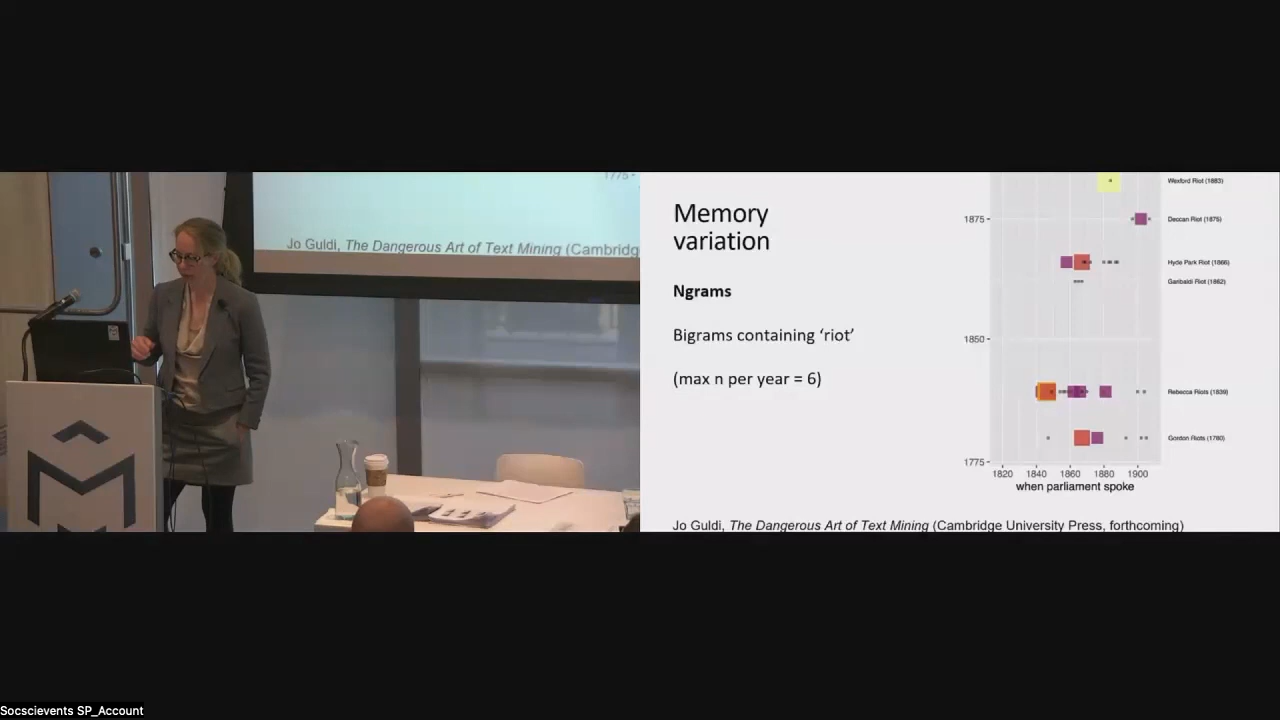 1775 -
Jo Guldi, The Dangerous Art of Text Mining (Cambridg
Memory
variation
Ngrams
Bigrams containing ‘riot’
(max n per year = 6)
Wexford Riot (1883)
1875
Deccan Riot (1875)
Hyde Park Riot (1866)
Garibaldi Riot (1862)
1850
Rebecca Riots (1839)
Gordon Riots (1780)
1775
1820 1840 1860 1880 1900
when parliament spoke
Jo Guldi, The Dangerous Art of Text Mining (Cambridge University Press, forthcoming)
Socscievents SP_Account